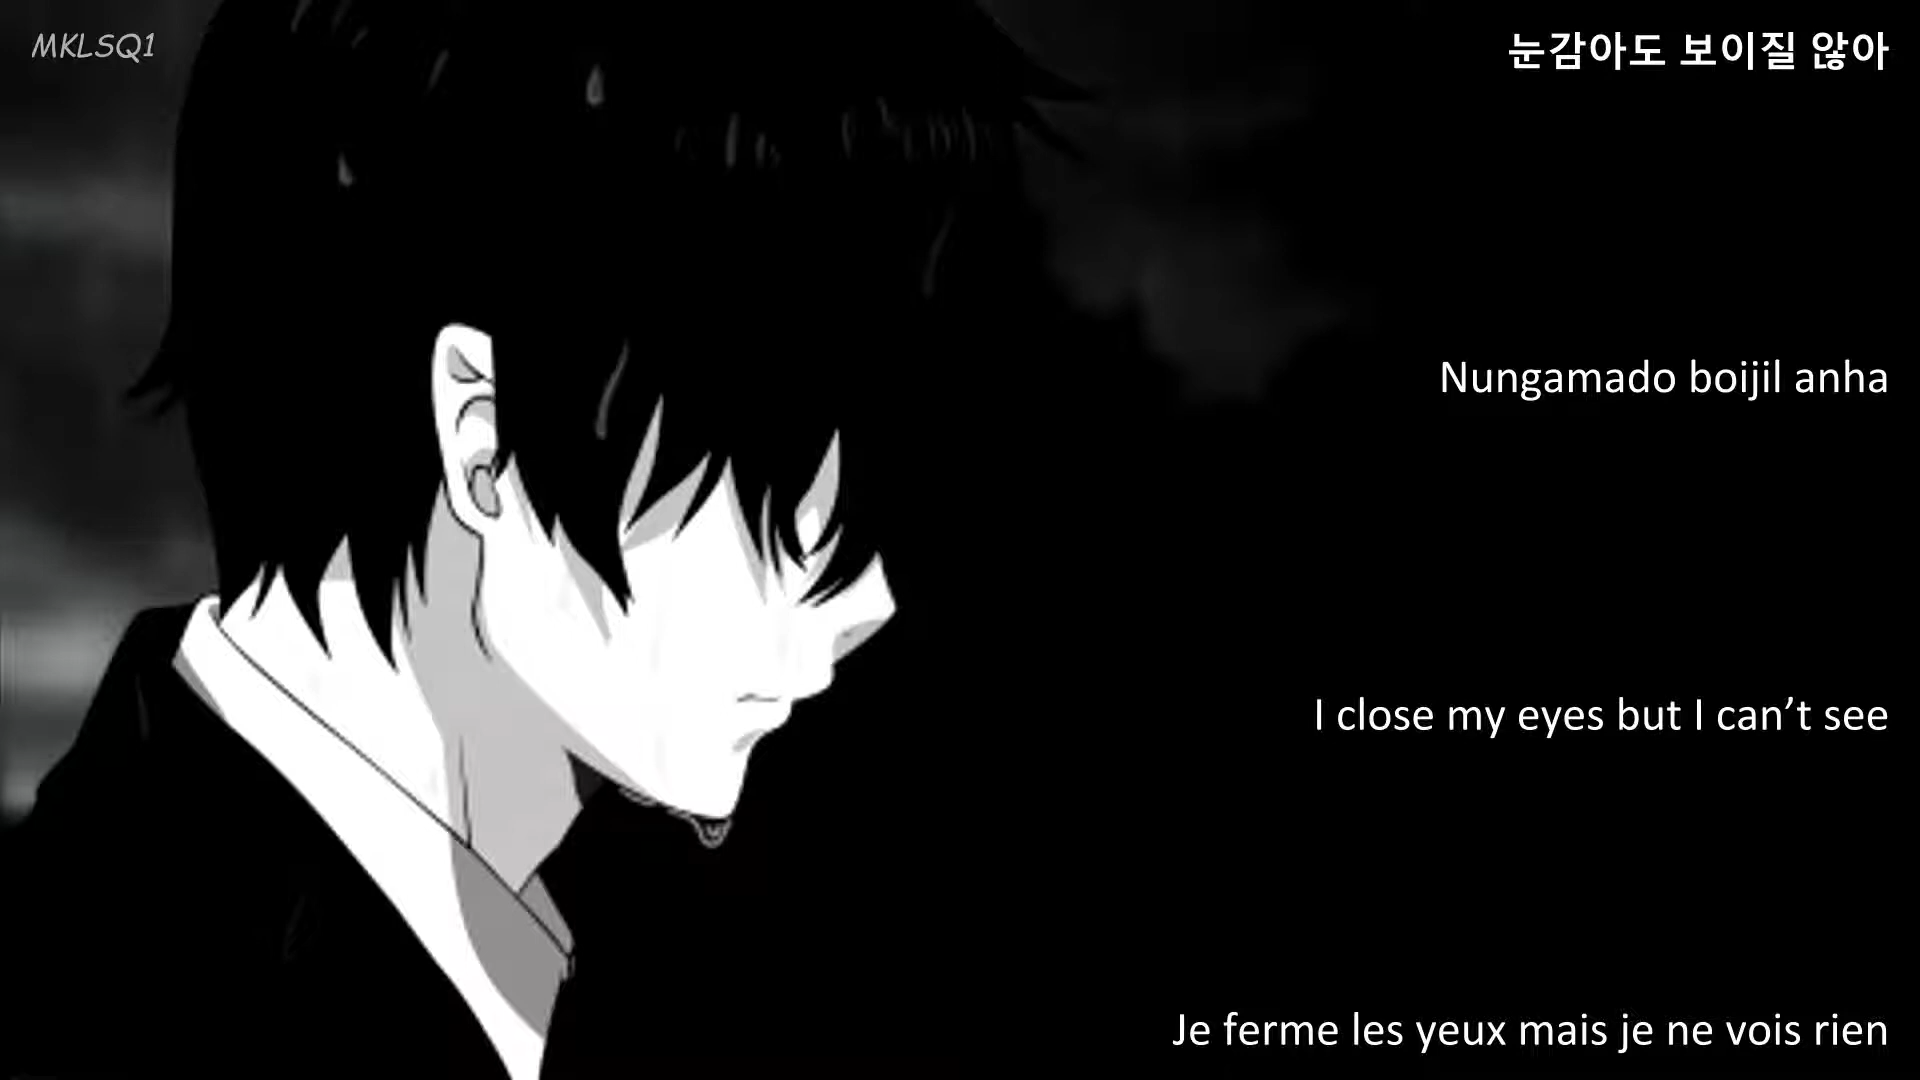 MKLSQ1
눈감아도 보이질 않아
Nungamado boijil anha
I close my eyes but I can’t see
Je ferme les yeux mais je ne vois rien